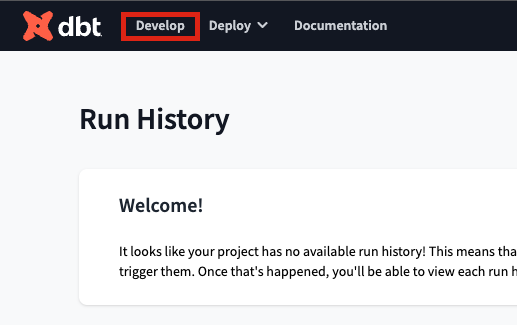 dbt Develop Deploy Documentation
Run History
Welcome!
It looks like your project has no available run history! This means tha
trigger them. Once that's happened, you'll be able to view each run h